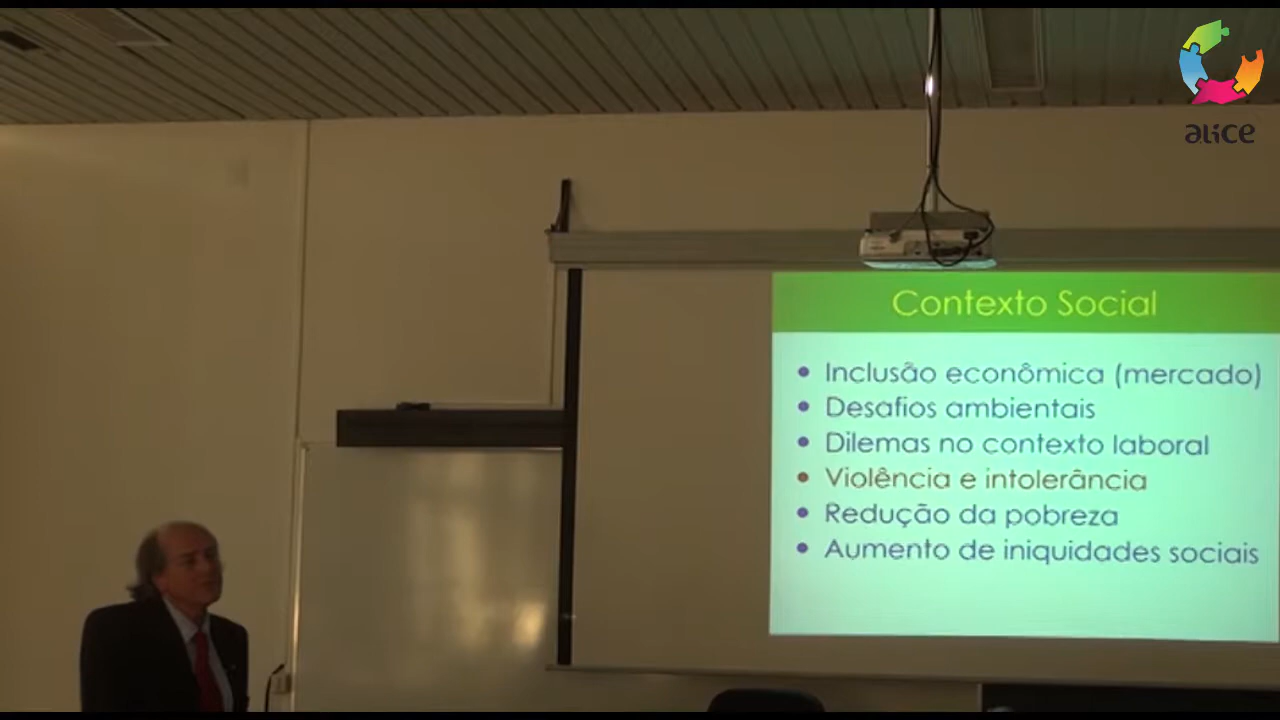 alice
Contexto Social
• Inclusão econômica (mercado)
• Desafios ambientais
• Dilemas no contexto laboral
• Violência e intolerância
• Redução da pobreza
• Aumento de iniquidades sociais